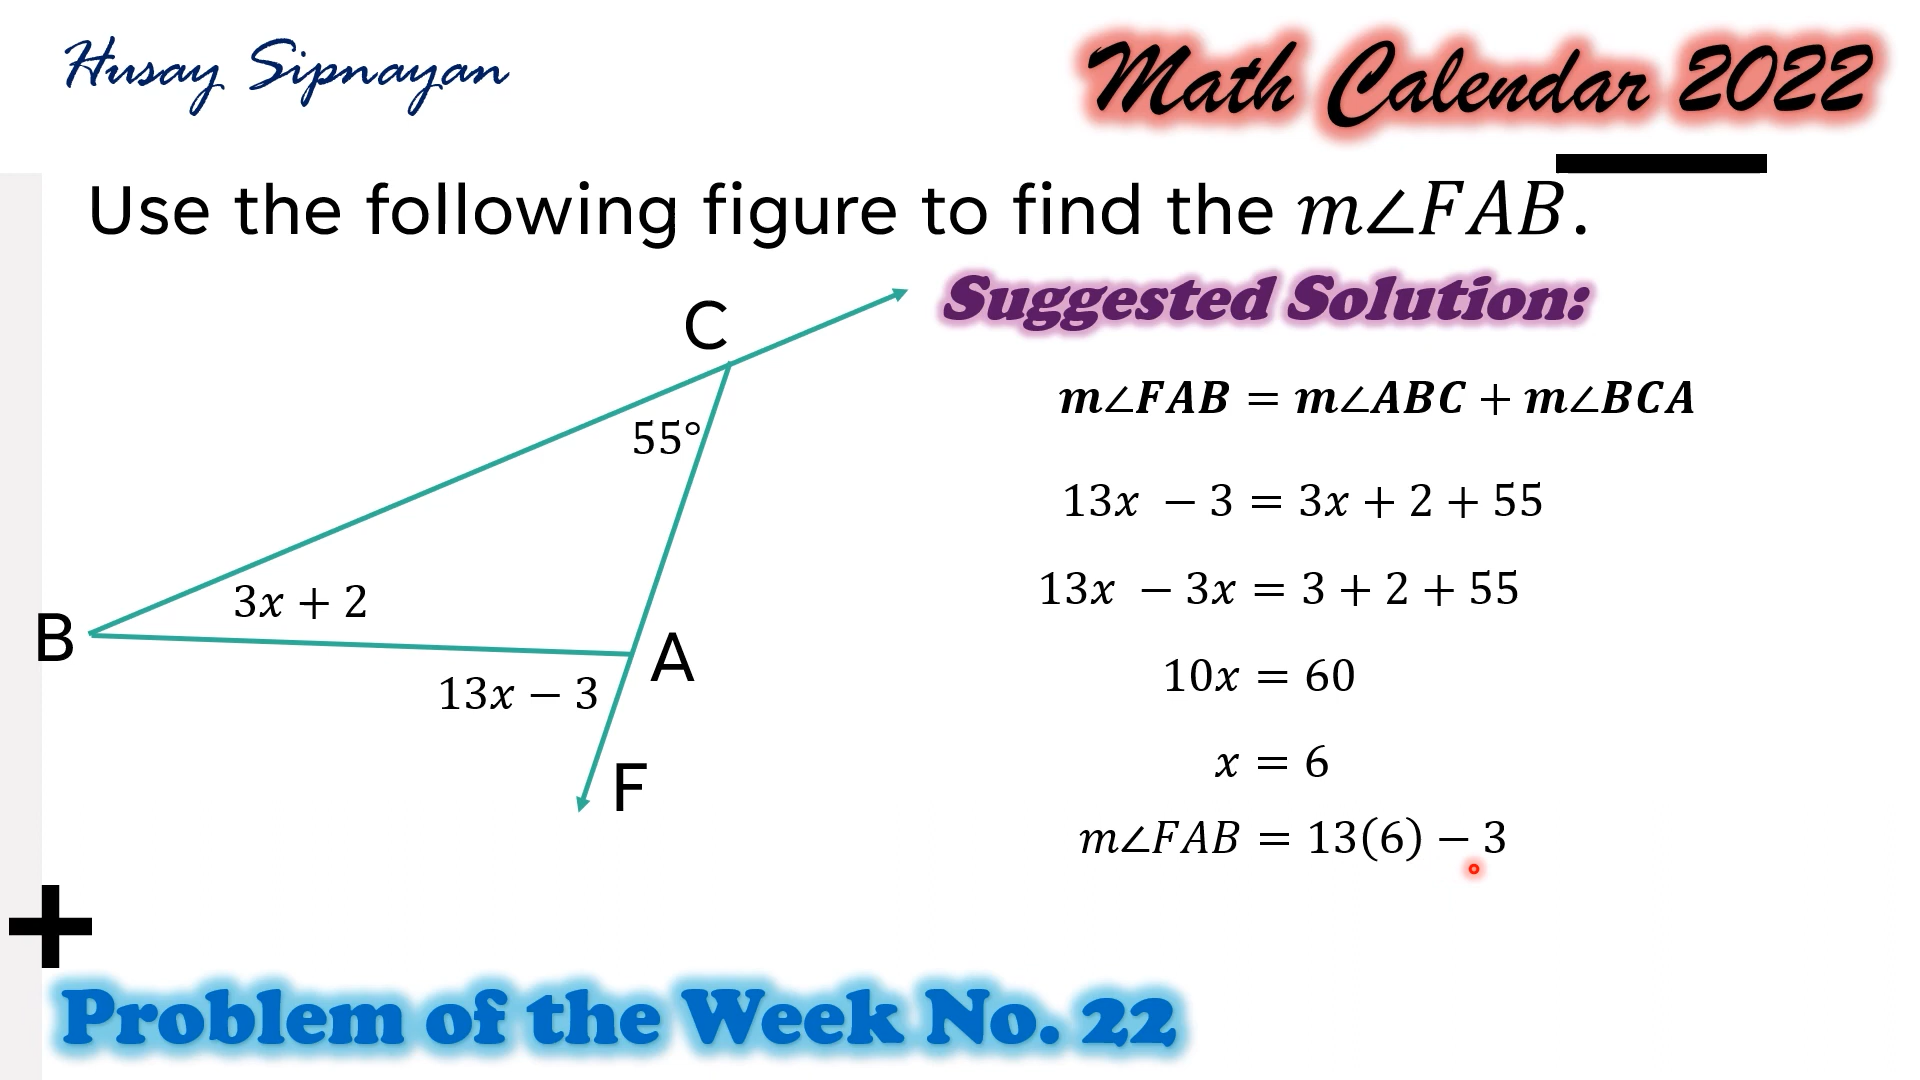 Husay Sipnayan
Math Calendar 2022
Use the following figure to find the m∠FAB.
C
55°
3x + 2
B
A
13x − 3
F
Suggested Solution:
m∠FAB = m∠ABC + m∠BCA
13x − 3 = 3x + 2 + 55
13x − 3x = 3 + 2 + 55
10x = 60
x = 6
m∠FAB = 13(6) − 3
Problem of the Week No. 22